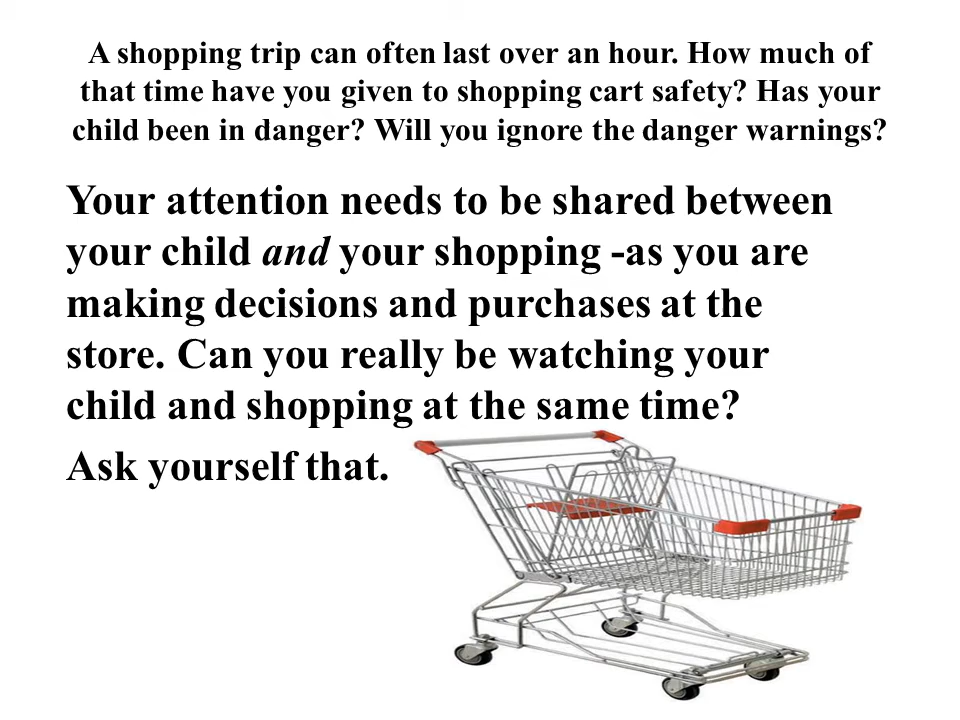 A shopping trip can often last over an hour. How much of
that time have you given to shopping cart safety? Has your
child been in danger? Will you ignore the danger warnings?
Your attention needs to be shared between
your child and your shopping -as you are
making decisions and purchases at the
store. Can you really be watching your
child and shopping at the same time?
Ask yourself that.